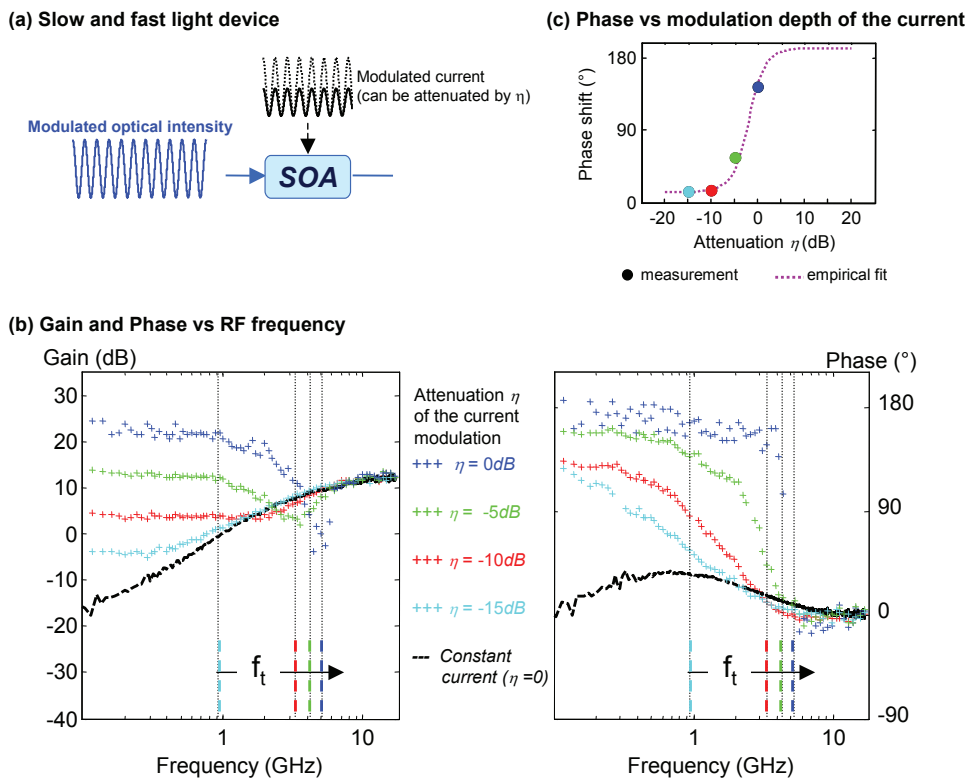 (a) Slow and fast light device
Modulated current
(can be attenuated by η)
Modulated optical intensity
SOA
(c) Phase vs modulation depth of the current
Phase shift (°)
180
90
0
-20
-10
0
10
20
Attenuation η (dB)
measurement
empirical fit
(b) Gain and Phase vs RF frequency
Gain (dB)
30
20
10
0
-10
-20
-30
-40
1
10
Frequency (GHz)
f_t
Attenuation η
of the current
modulation
+++ η = 0dB
+++ η = -5dB
+++ η = -10dB
+++ η = -15dB
Constant
current (η =0)
Phase (°)
180
90
0
-90
1
10
Frequency (GHz)
f_t